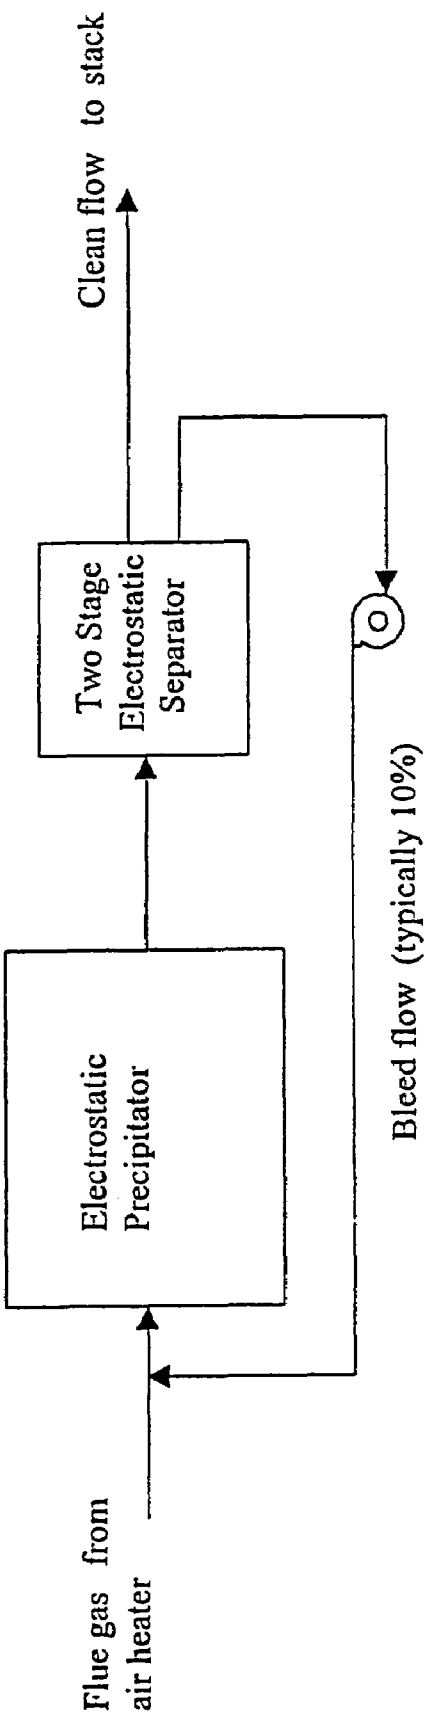 Flue gas from
air heater
Electrostatic
Precipitator
Two Stage
Electrostatic
Separator
Clean flow to stack
Bleed flow (typically 10%)